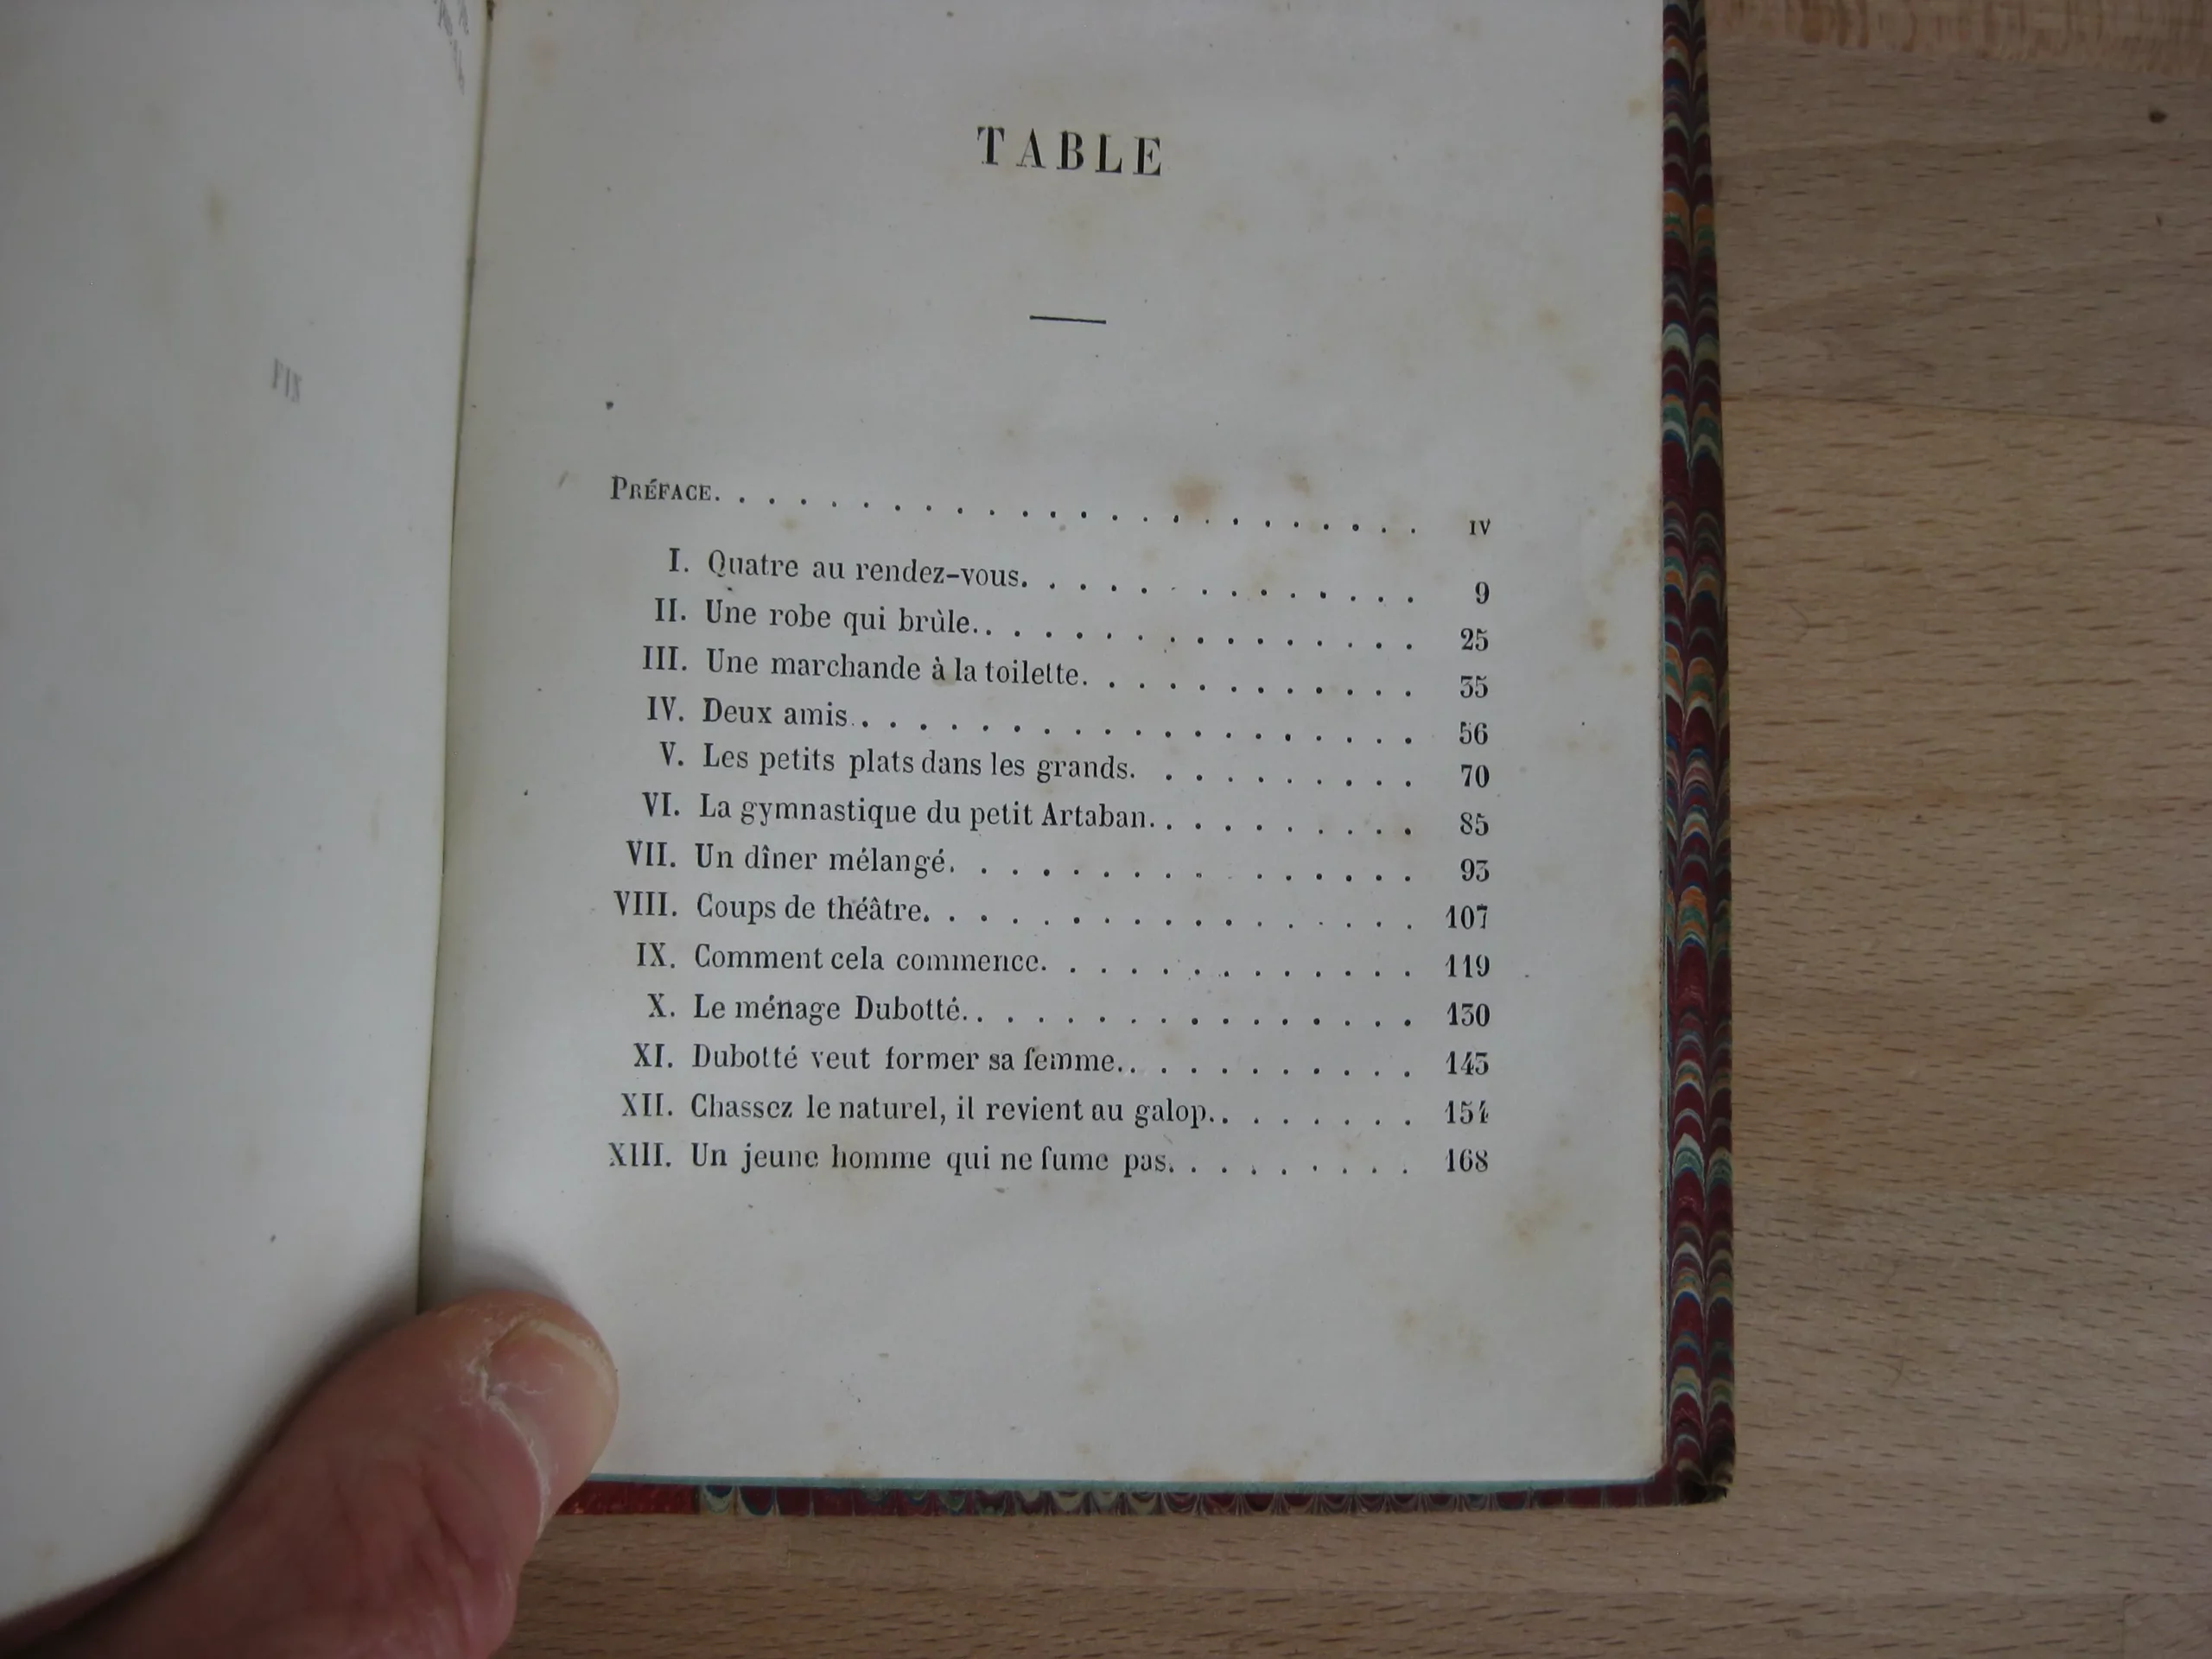 TABLE
PRÉFACE. . . . . . . . . . . . . . . . . . . . . . . . IV
I. Quatre au rendez-vous. . . . . . . . . . . . . . 9
II. Une robe qui brûle. . . . . . . . . . . . . . . . 25
III. Une marchande à la toilette. . . . . . . . . . . . 35
IV. Deux amis. . . . . . . . . . . . . . . . . . . . 56
V. Les petits plats dans les grands. . . . . . . . . . 70
VI. La gymnastique du petit Artaban. . . . . . . . . . 85
VII. Un dîner mélangé. . . . . . . . . . . . . . . . 93
VIII. Coups de théâtre. . . . . . . . . . . . . . . . . 107
IX. Comment cela commence. . . . . . . . . . . . . 119
X. Le ménage Dubotté. . . . . . . . . . . . . . . . 130
XI. Dubotté veut former sa femme. . . . . . . . . . . 143
XII. Chassez le naturel, il revient au galop. . . . . . . . 154
XIII. Un jeune homme qui ne fume pas. . . . . . . . . 168